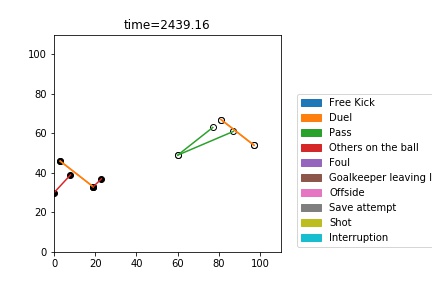 time=2439.16
100
80
60
40
20
0
0 20 40 60 80 100
Free Kick
Duel
Pass
Others on the ball
Foul
Goalkeeper leaving l
Offside
Save attempt
Shot
Interruption